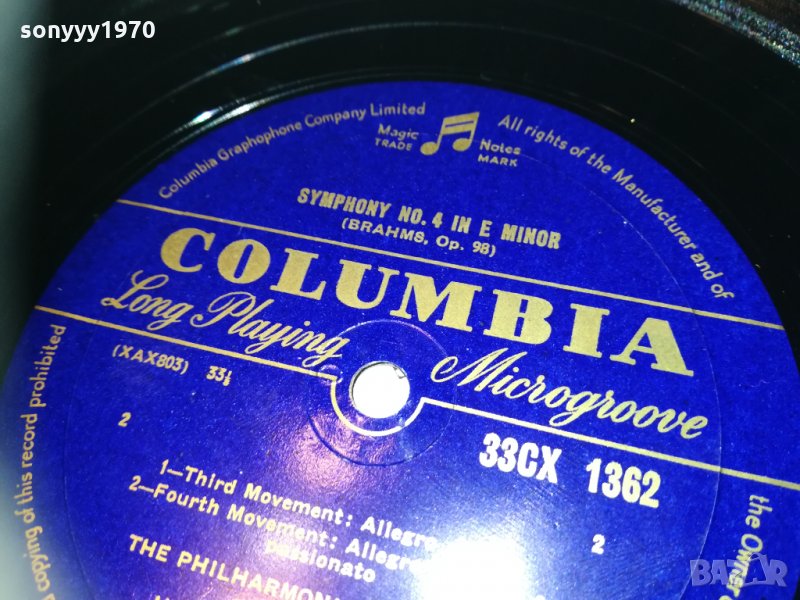 sonyyy1970
Columbia Graphophone Company Limited
Magic Notes
TRADE MARK
All rights of the Manufacturer and of
the Owner
copying of this record prohibited
SYMPHONY NO. 4 IN E MINOR
(BRAHMS, Op. 98)
COLUMBIA
Long Playing Microgroove
(XAX803) 33⅓
33CX 1362
2
2
1—Third Movement: Allegro
2—Fourth Movement: Allegro
passionato
THE PHILHARMONI
BAZAR